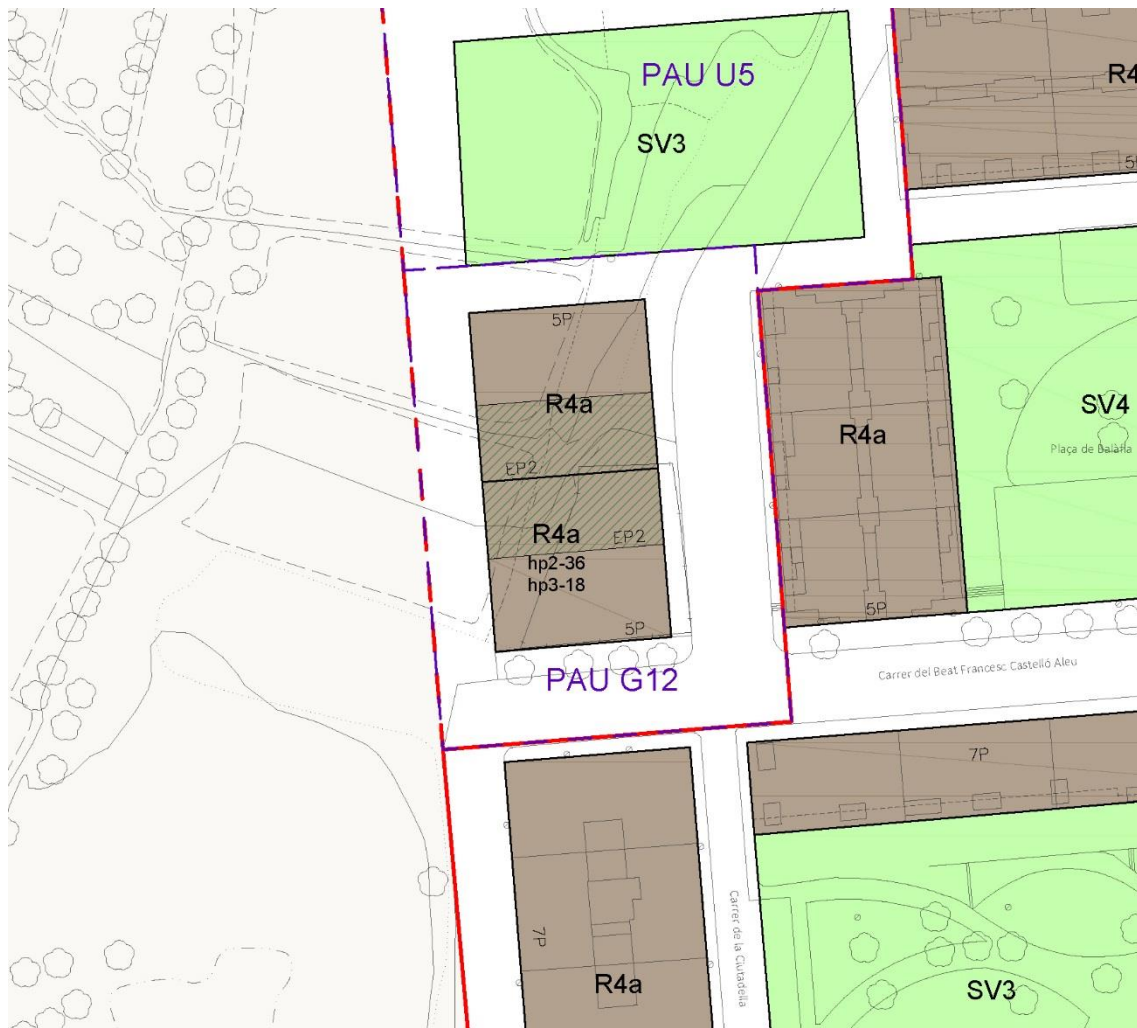 PAU U5
R4
SV3
5P
R4a
SV4
R4a
Plaça de Balàfia
EP2
R4a
EP2
hp2-36
hp3-18
5P
5P
PAU G12
Carrer del Beat Francesc Castelló Aleu
7P
7P
Carrer de la Ciutadella
R4a
SV3